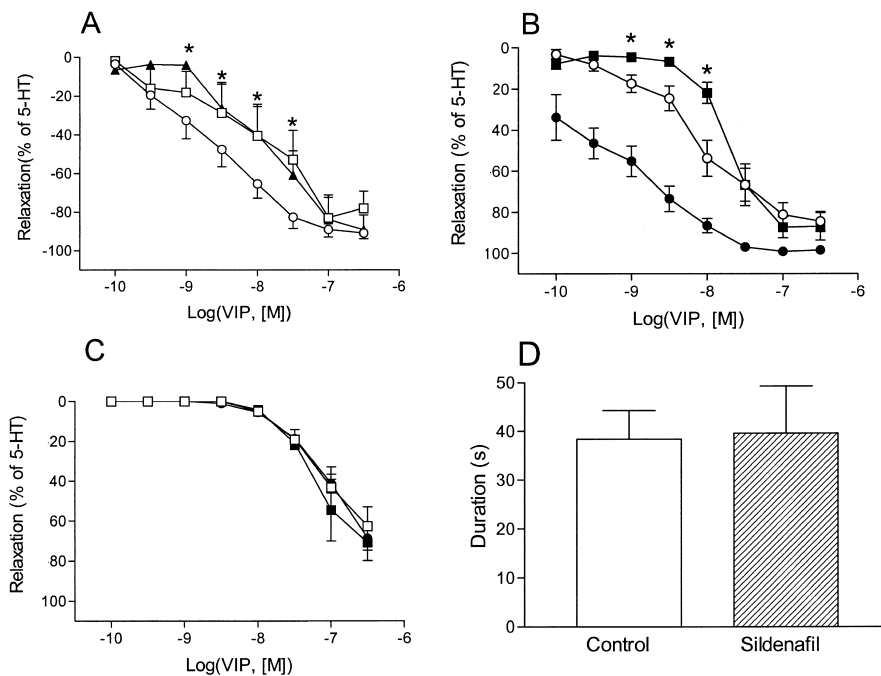 A
* * * * *
0
-20
-40
-60
-80
-100
Relaxation(% of 5-HT)
-10 -9 -8 -7 -6
Log(VIP, [M])
B
* * *
0
20
40
60
80
100
Relaxation (% of 5-HT)
-10 -9 -8 -7 -6
Log(VIP, [M])
C
0
20
40
60
80
100
Relaxation (% of 5-HT)
-10 -9 -8 -7 -6
Log(VIP, [M])
D
50
40
30
20
10
0
Duration (s)
Control Sildenafil